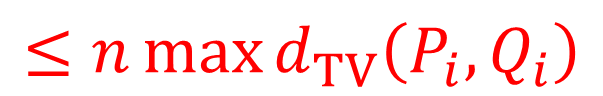 ≤ n max d_TV(P_i, Q_i)